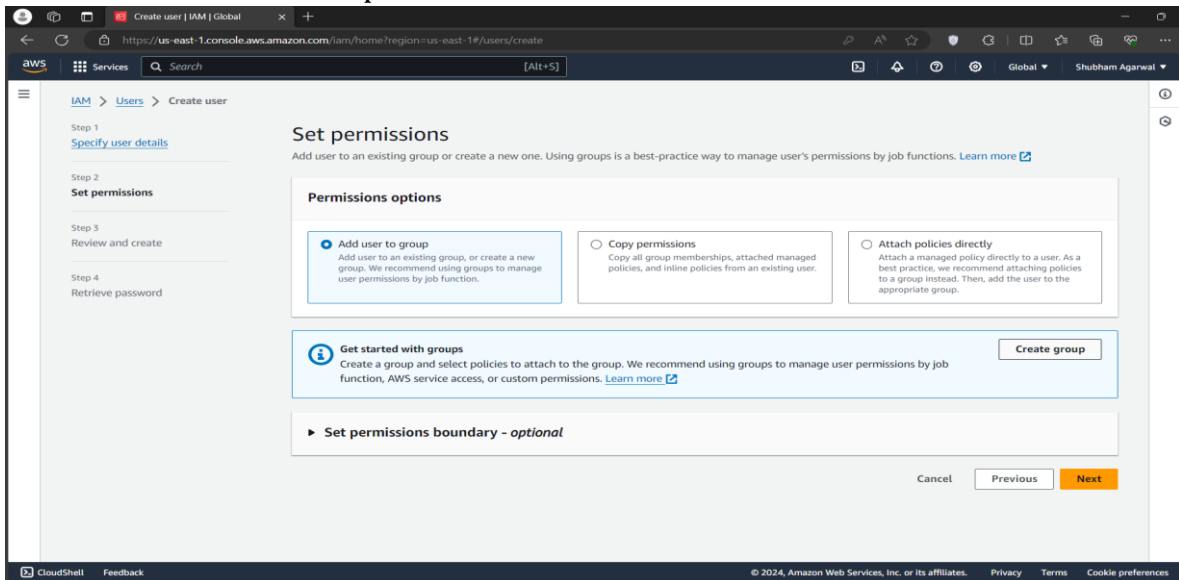 Create user | IAM | Global
https://us-east-1.console.aws.amazon.com/iam/home?region=us-east-1#/users/create
aws
Services
Search
[Alt+S]
Global
Shubham Agarwal
IAM > Users > Create user
Step 1
Specify user details
Step 2
Set permissions
Step 3
Review and create
Step 4
Retrieve password
Set permissions
Add user to an existing group or create a new one. Using groups is a best-practice way to manage user's permissions by job functions. Learn more
Permissions options
Add user to group
Add user to an existing group, or create a new
group. We recommend using groups to manage
user permissions by job function.
Copy permissions
Copy all group memberships, attached managed
policies, and inline policies from an existing user.
Attach policies directly
Attach a managed policy directly to a user. As a
best practice, we recommend attaching policies
to a group instead. Then, add the user to the
appropriate group.
Get started with groups
Create a group and select policies to attach to the group. We recommend using groups to manage user permissions by job
function, AWS service access, or custom permissions. Learn more
Create group
Set permissions boundary - optional
Cancel
Previous
Next
CloudShell
Feedback
© 2024, Amazon Web Services, Inc. or its affiliates.
Privacy
Terms
Cookie preferences